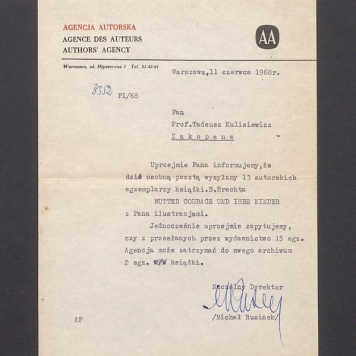 AGENCJA AUTORSKA
AGENCE DES AUTEURS
AUTHORS' AGENCY
AA
Warszawa, ul. Hipoteczna 2 Tel.
Warszawa, 11 czerwca 1968r.
8352 PI/68
Pan
Prof.Tadeusz Kulisiewicz
Zakopane
Uprzejmie Pana informujemy,że
dziś osobną pocztą wysyłamy 13 autorskich
egzemplarzy książki.B.Brechta
MUTTER COURAGE UND IHRE KINDER
z Pana ilustracjami.
Jednocześnie uprzejmie zapytujemy,
czy z przesłanych przez wydawnictwo 15 egz.
Agencja może zatrzymać do swego archiwum
2 egz. W/W książki.
Naczelny Dyrektor
/Michał Rusinek/
AP